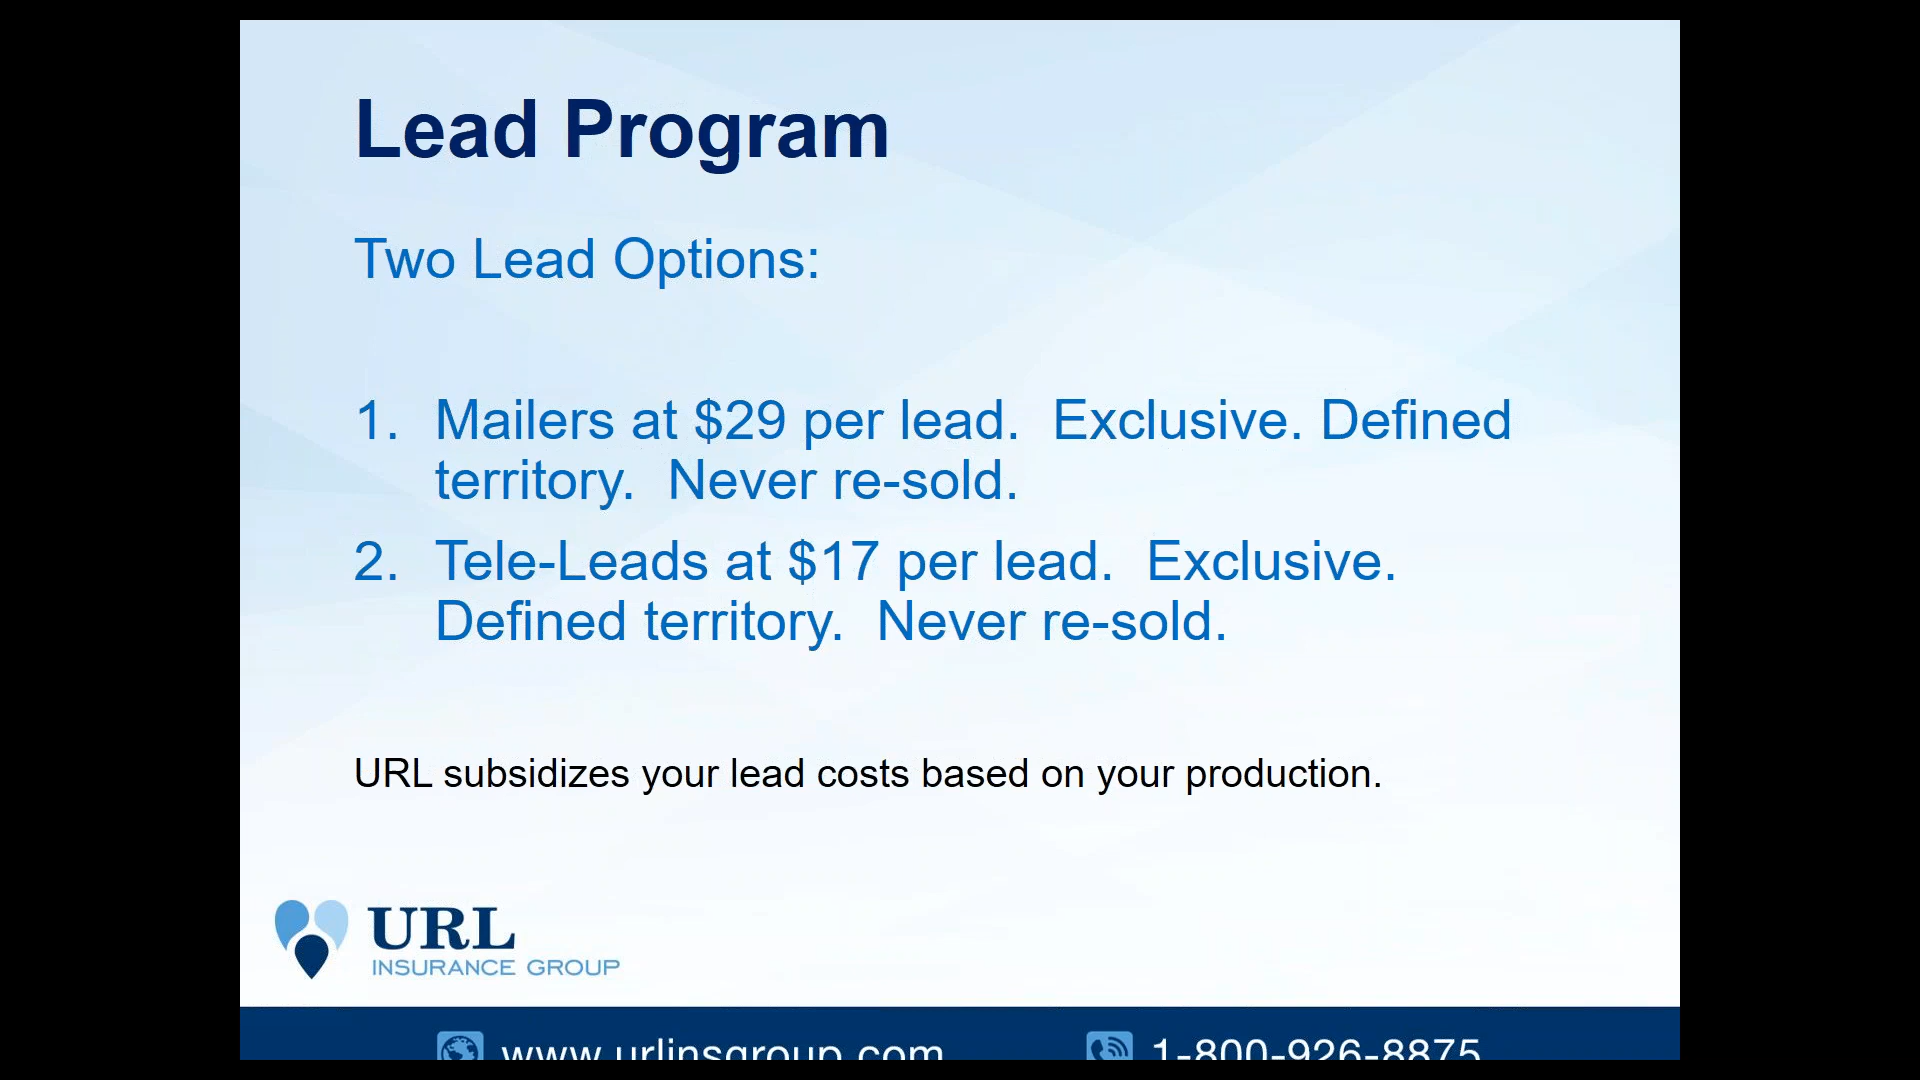 Lead Program
Two Lead Options:
1. Mailers at $29 per lead.  Exclusive. Defined
territory.  Never re-sold.
2. Tele-Leads at $17 per lead.  Exclusive.
Defined territory.  Never re-sold.
URL subsidizes your lead costs based on your production.
URL
INSURANCE GROUP
www.urlinsgroup.com
1-800-926-8875